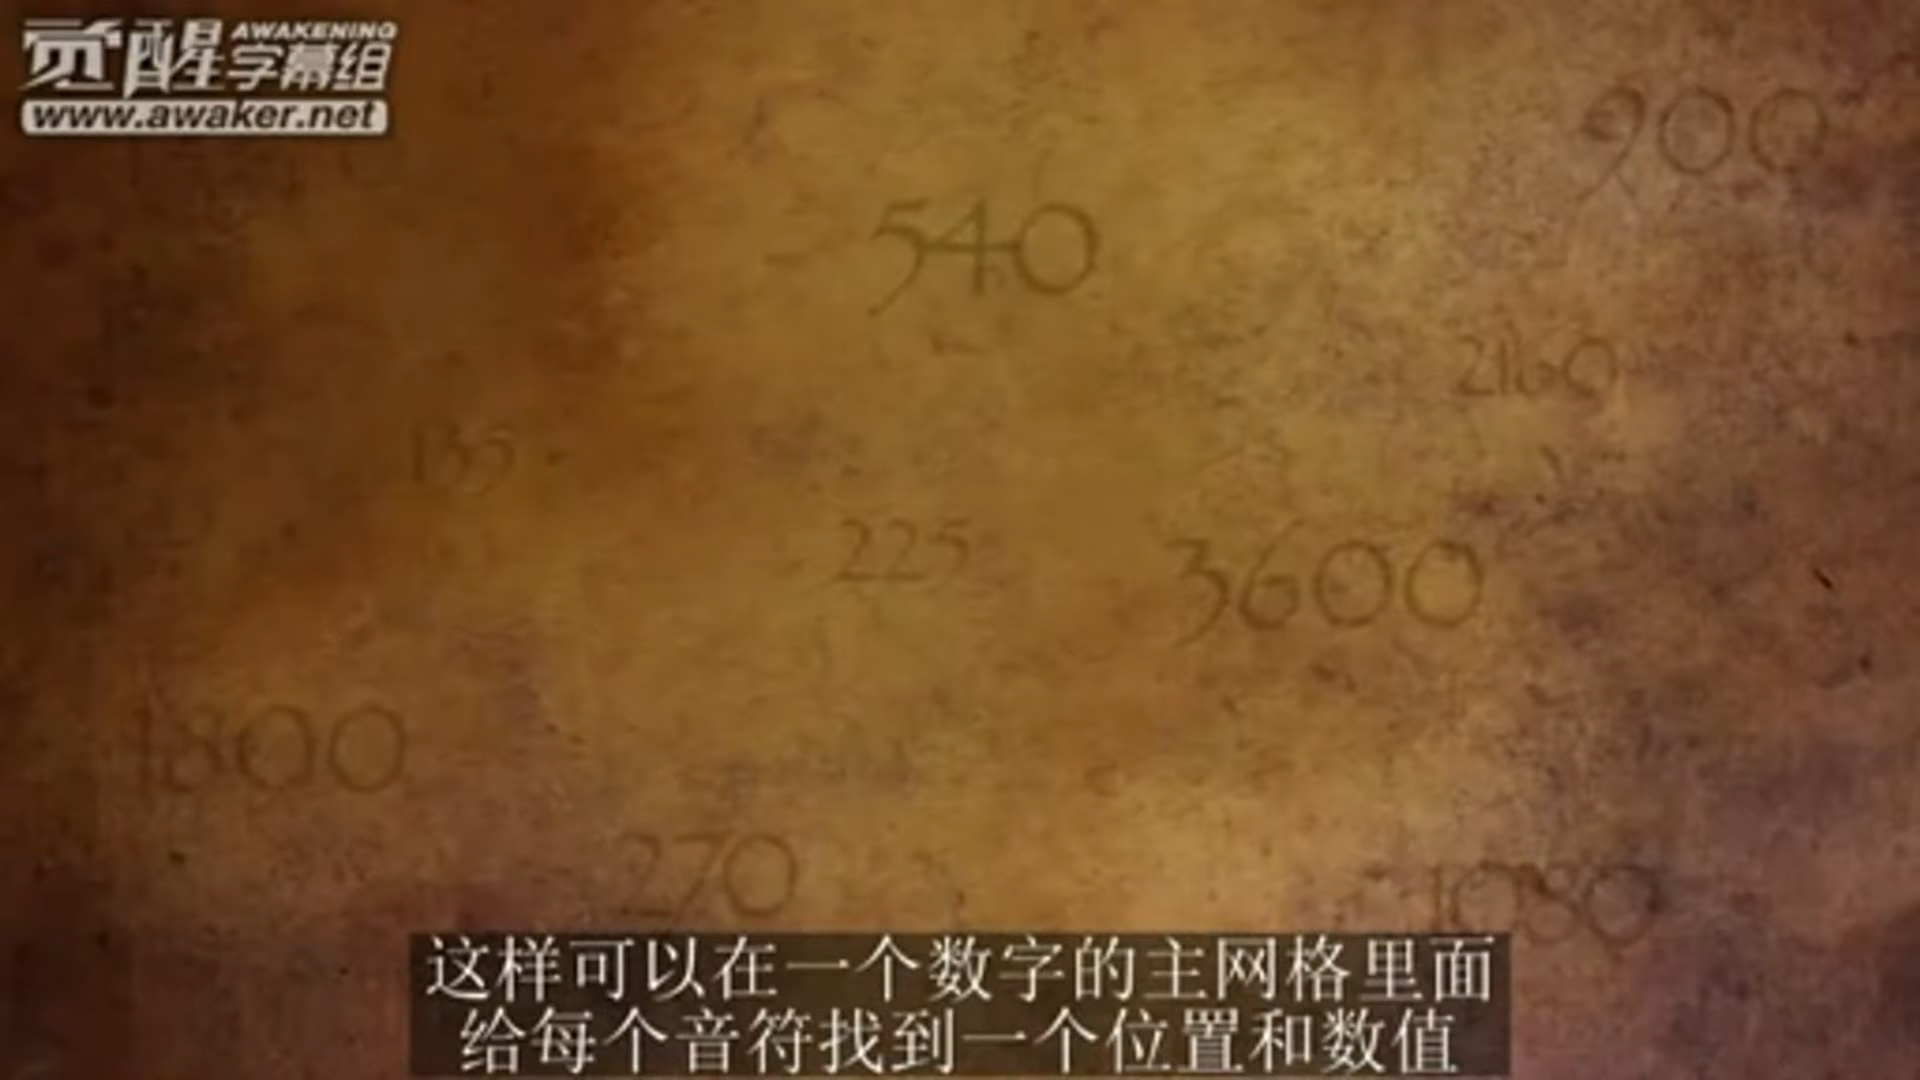 觉醒
AWAKENING
字幕组
www.awaker.net
900
540
2160
135
225
3600
1800
270
1080
这样可以在一个数字的主网格里面
给每个音符找到一个位置和数值